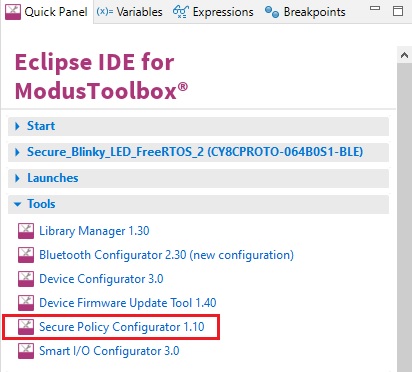 Quick Panel (x)= Variables Expressions Breakpoints
Eclipse IDE for
ModusToolbox®
Start
Secure_Blinky_LED_FreeRTOS_2 (CY8CPROTO-064B0S1-BLE)
Launches
Tools
Library Manager 1.30
Bluetooth Configurator 2.30 (new configuration)
Device Configurator 3.0
Device Firmware Update Tool 1.40
Secure Policy Configurator 1.10
Smart I/O Configurator 3.0